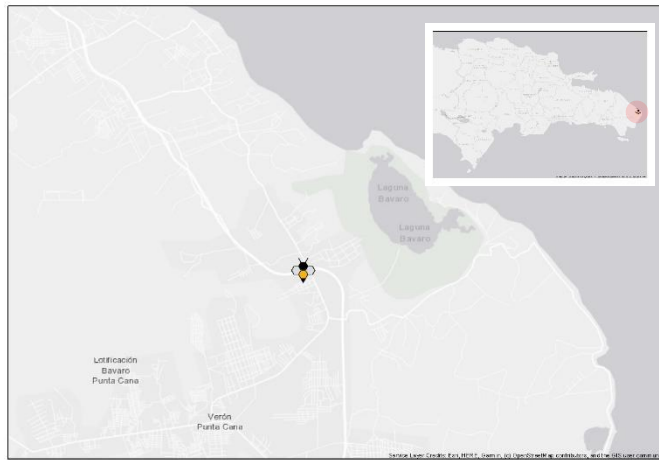 Laguna
Bavaro
Laguna
Bavaro
Lotificación
Bavaro
Punta Cana
Verón
Punta Cana
Service Layer Credits: Esri, HERE, Garmin, (c) OpenStreetMap contributors, and the GIS user commun